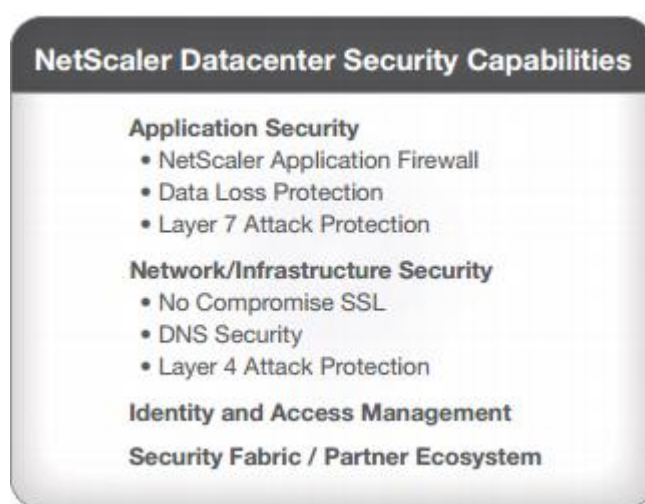 NetScaler Datacenter Security Capabilities
Application Security
• NetScaler Application Firewall
• Data Loss Protection
• Layer 7 Attack Protection
Network/Infrastructure Security
• No Compromise SSL
• DNS Security
• Layer 4 Attack Protection
Identity and Access Management
Security Fabric / Partner Ecosystem